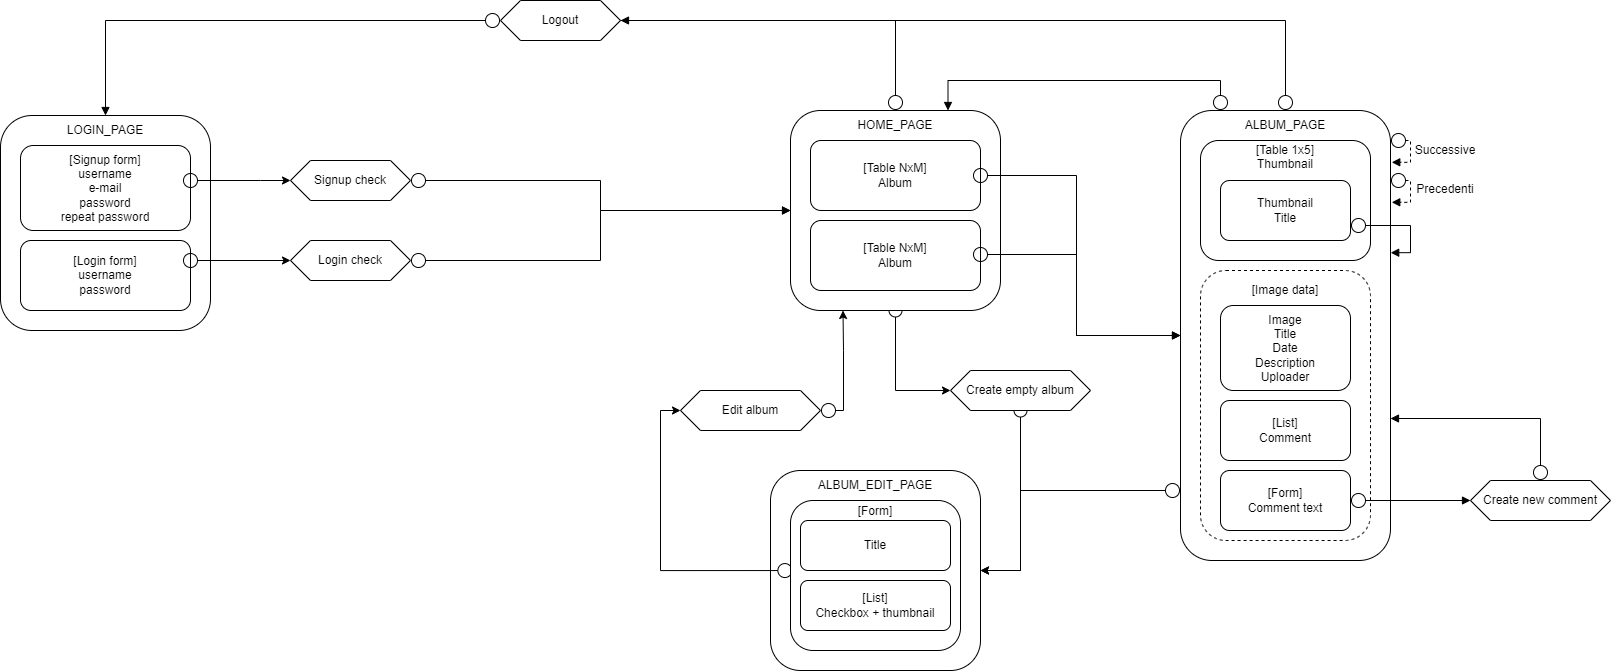 Logout
LOGIN_PAGE
[Signup form]
username
e-mail
password
repeat password
[Login form]
username
password
Signup check
Login check
HOME_PAGE
[Table NxM]
Album
[Table NxM]
Album
ALBUM_PAGE
[Table 1x5]
Thumbnail
Thumbnail
Title
Successive
Precedenti
[Image data]
Image
Title
Date
Description
Uploader
[List]
Comment
[Form]
Comment text
Create new comment
Edit album
Create empty album
ALBUM_EDIT_PAGE
[Form]
Title
[List]
Checkbox + thumbnail